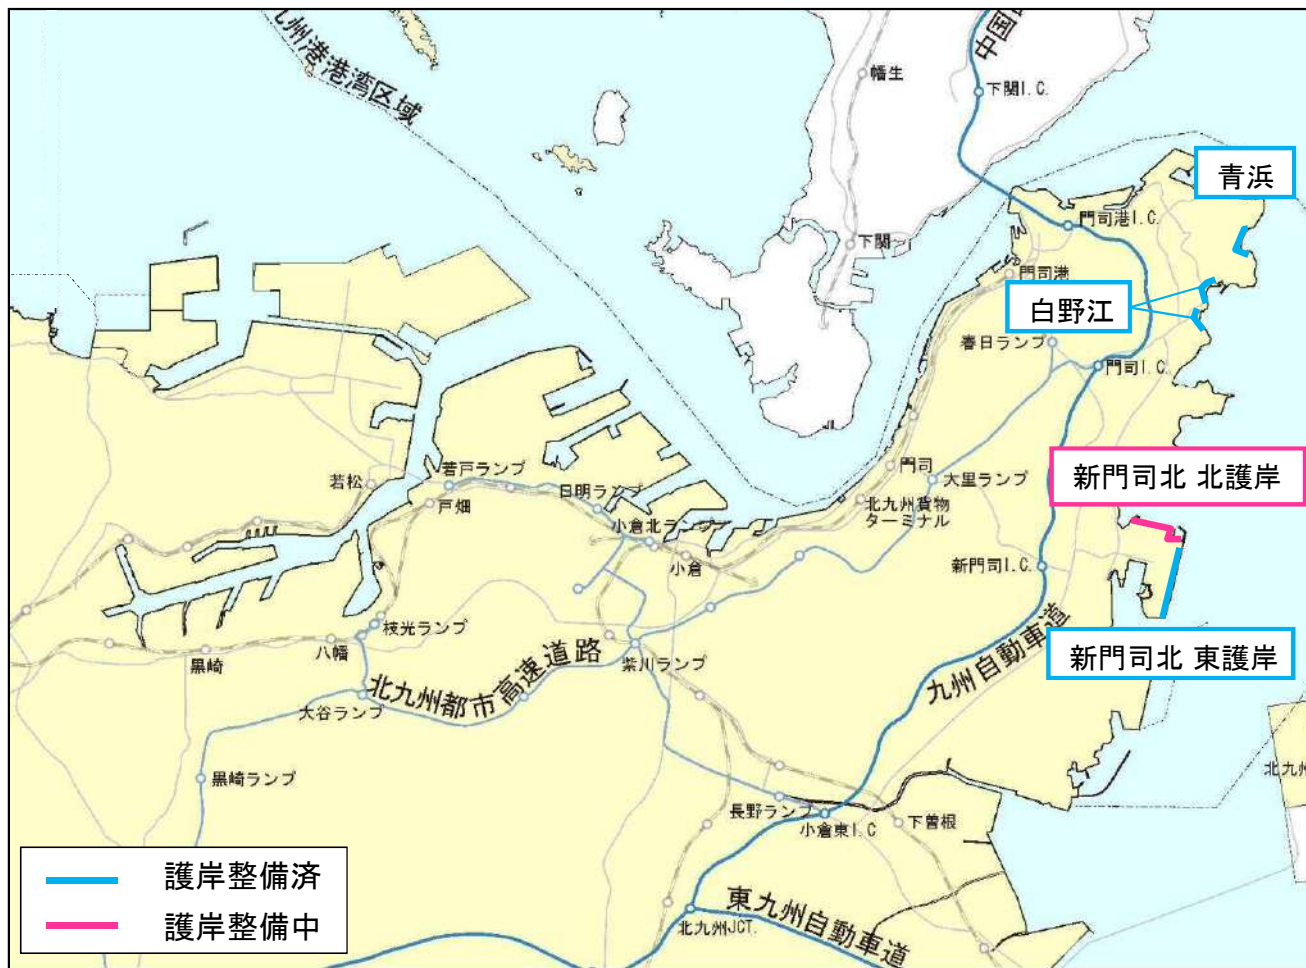 九州港港湾区域
中国
幡生
下関I.C.
青浜
門司港I.C.
下関
門司港
白野江
春日ランプ
門司I.C.
新門司北 北護岸
若戸ランプ
若松
日明ランプ
門司
大里ランプ
戸畑
北九州貨物
ターミナル
小倉北ランプ
小倉
新門司I.C.
枝光ランプ
八幡
黒崎
紫川ランプ
九州自動車道
新門司北 東護岸
北九州都市高速道路
大谷ランプ
黒崎ランプ
北九州
長野ランプ
小倉東I.C
下曽根
護岸整備済
護岸整備中
北九州JCT.
東九州自動車道